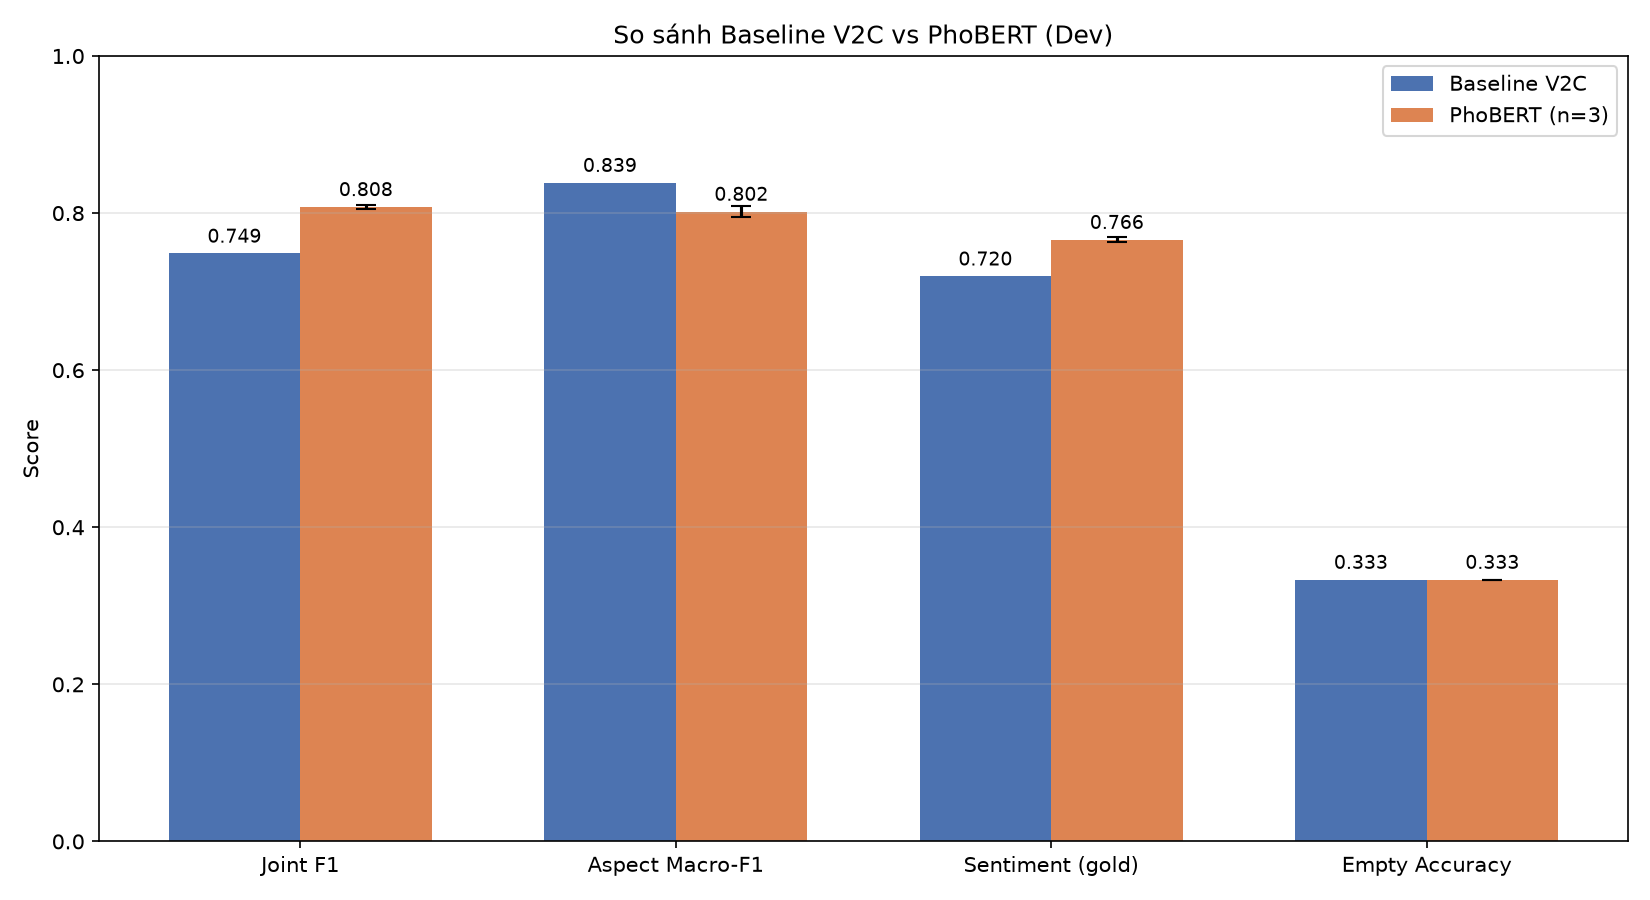 So sánh Baseline V2C vs PhoBERT (Dev)
Baseline V2C
PhoBERT (n=3)
Score
1.0
0.8
0.6
0.4
0.2
0.0
0.749
0.808
0.839
0.802
0.720
0.766
0.333
0.333
Joint F1
Aspect Macro-F1
Sentiment (gold)
Empty Accuracy